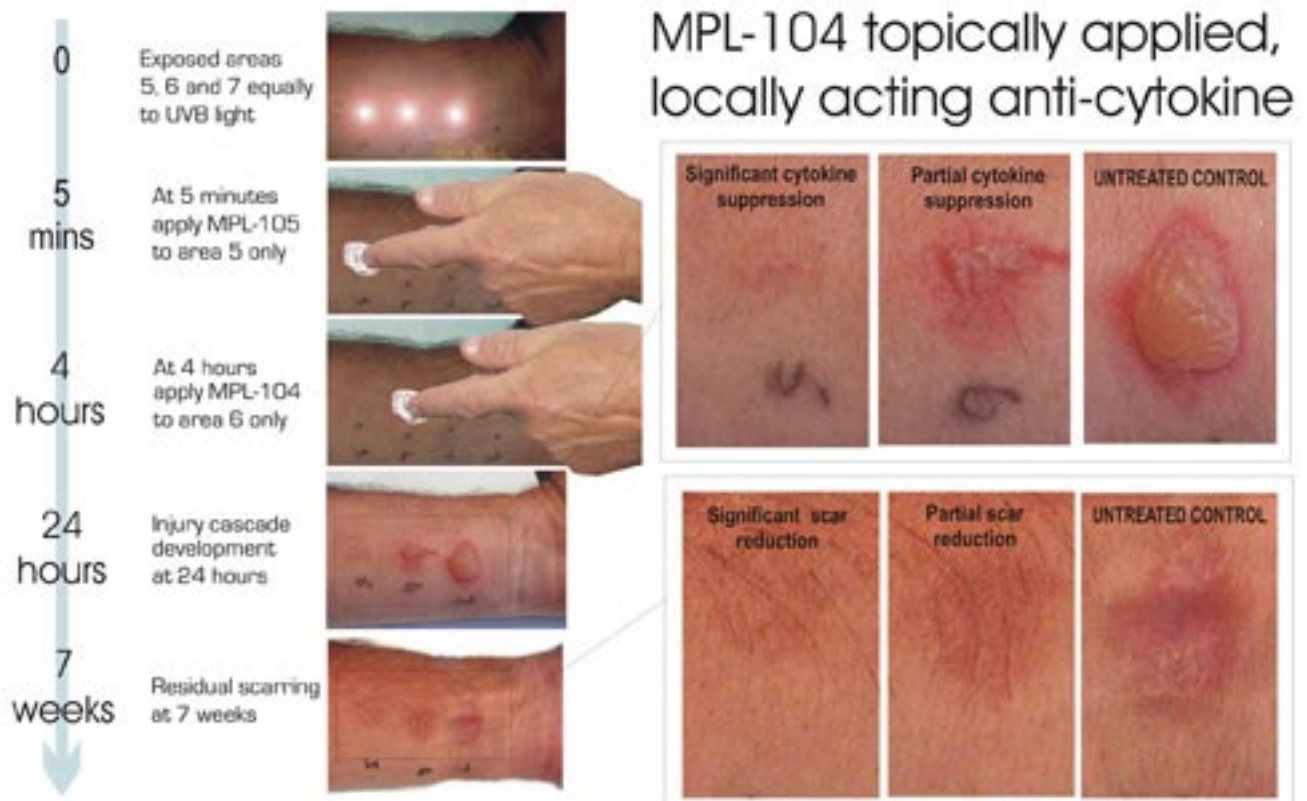 MPL-104 topically applied,
locally acting anti-cytokine
0
Exposed areas
5, 6 and 7 equally
to UVB light
5
mins
At 5 minutes
apply MPL-105
to area 5 only
4
hours
At 4 hours
apply MPL-104
to area 6 only
24
hours
Injury cascade
development
at 24 hours
7
weeks
Residual scarring
at 7 weeks
Significant cytokine
suppression
Partial cytokine
suppression
UNTREATED CONTROL
Significant scar
reduction
Partial scar
reduction
UNTREATED CONTROL